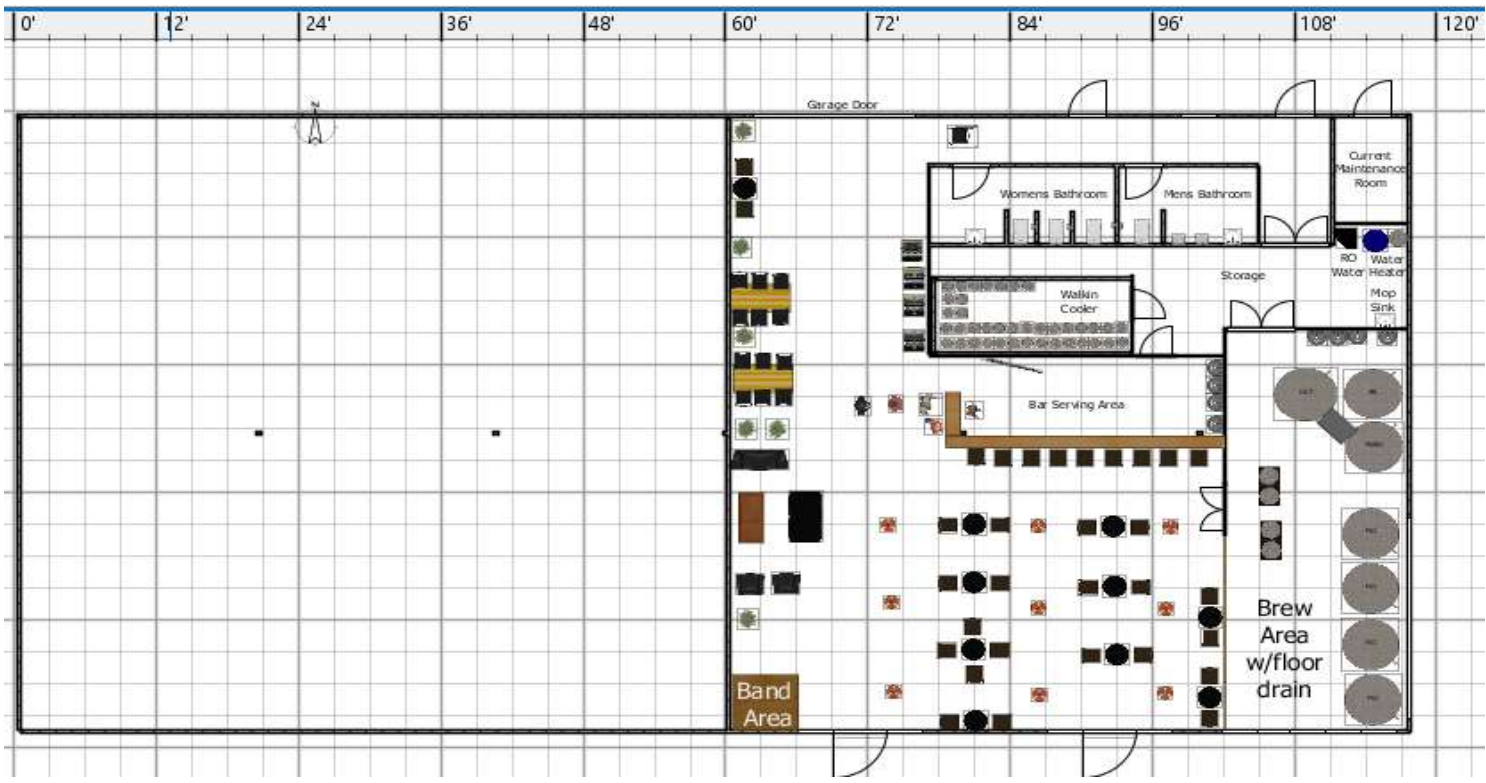 0' 12' 24' 36' 48' 60' 72' 84' 96' 108' 120'
N
Garage Door
Current
Maintenance
Room
Womens Bathroom
Mens Bathroom
RO
Water
Water
Heater
Storage
Walkin
Cooler
Mop
Sink
Bar Serving Area
Brew
Area
w/floor
drain
Band
Area